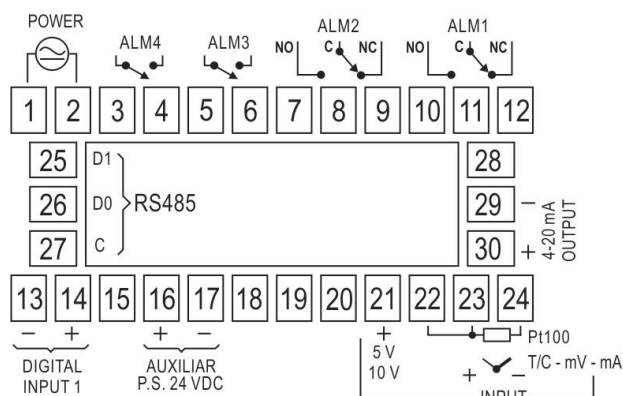 POWER
ALM4
ALM3
ALM2
ALM1
NO C NC
NO C NC
1 2 3 4 5 6 7 8 9 10 11 12
25 D1
28
26 D0 RS485
29 -
27 C
30 +
4-20 mA
OUTPUT
13 14 15 16 17 18 19 20 21 22 23 24
- +
+ -
+
Pt100
DIGITAL
INPUT 1
AUXILIAR
P.S. 24 VDC
5 V
10 V
+ - T/C - mV - mA
INPUT